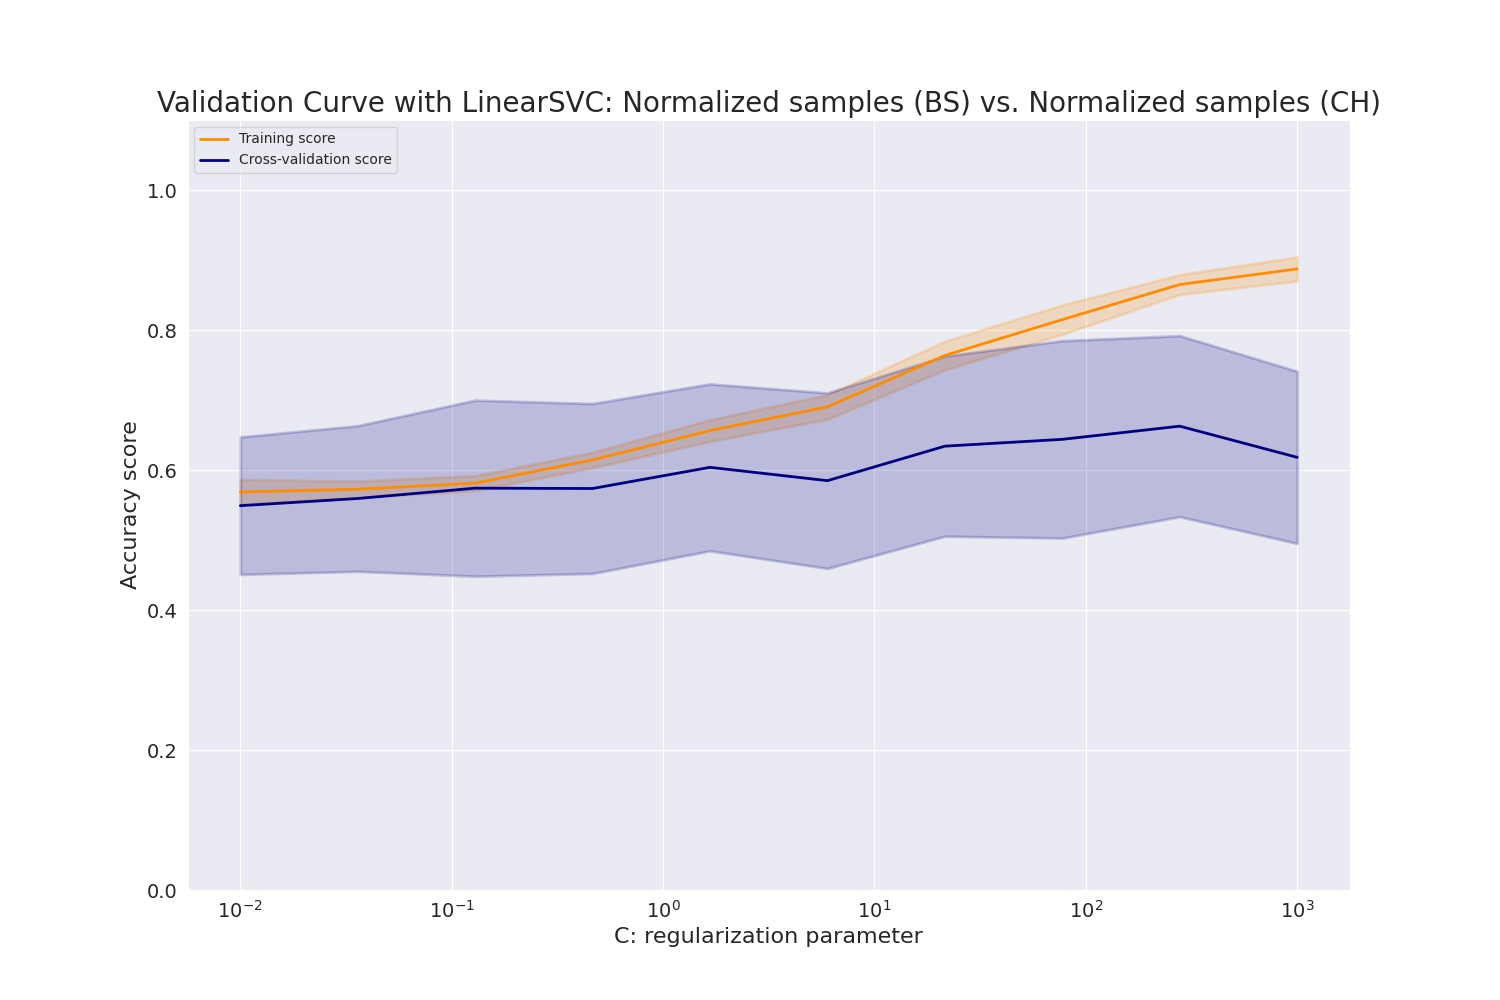 Validation Curve with LinearSVC: Normalized samples (BS) vs. Normalized samples (CH)
Training score
Cross-validation score
1.0
0.8
0.6
0.4
0.2
0.0
Accuracy score
10⁻² 10⁻¹ 10⁰ 10¹ 10² 10³
C: regularization parameter